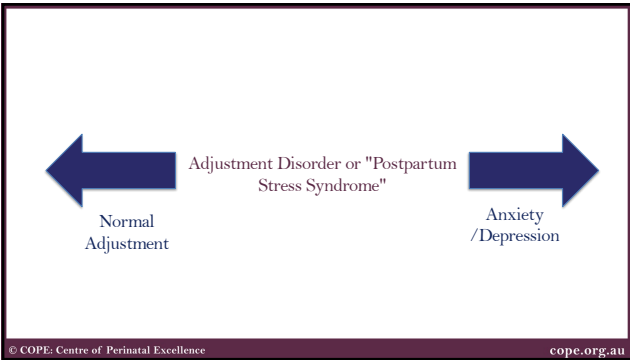 Adjustment Disorder or "Postpartum
Stress Syndrome"
Normal
Adjustment
Anxiety
/Depression
© COPE: Centre of Perinatal Excellence
cope.org.au